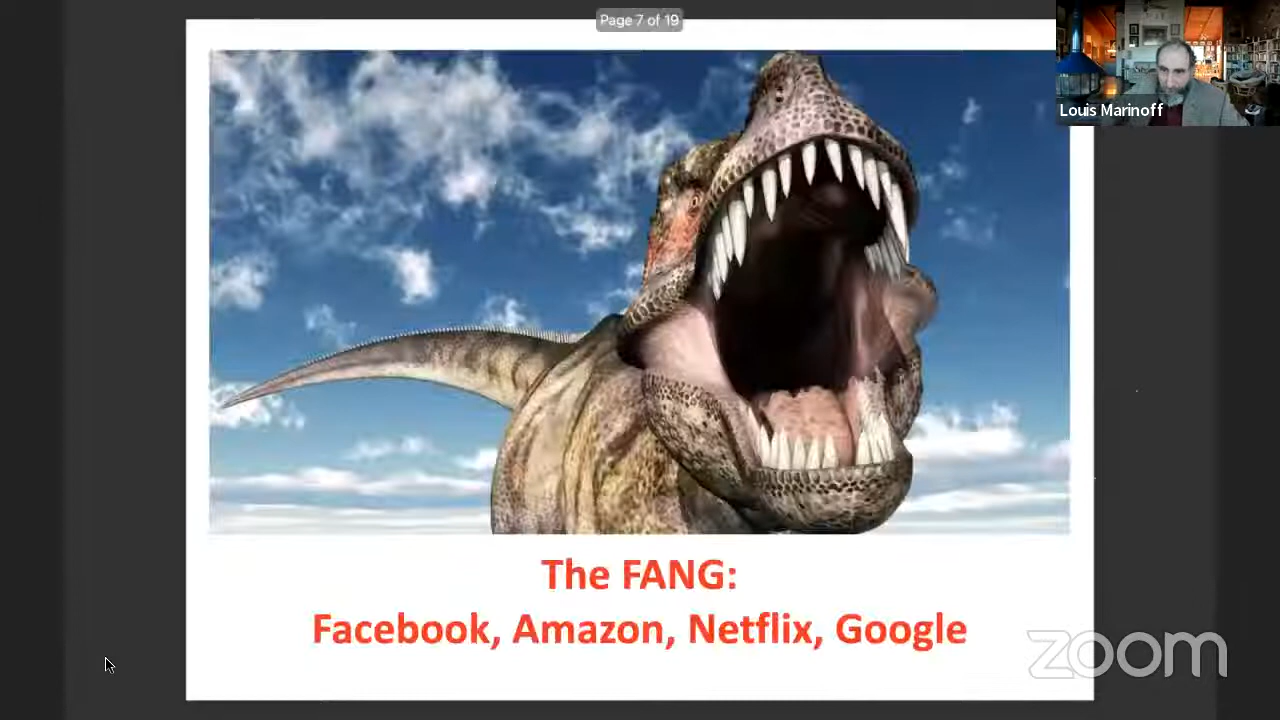 Page 7 of 19
Louis Marinoff
The FANG:
Facebook, Amazon, Netflix, Google
zoom